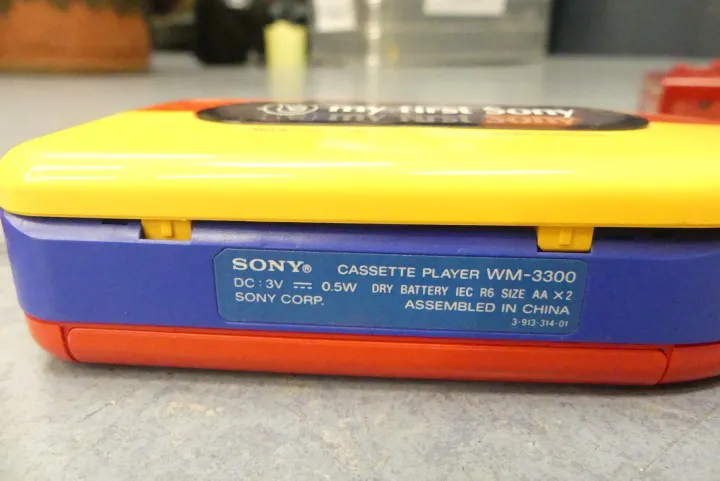 my first Sony
SONY® CASSETTE PLAYER WM-3300
DC : 3V ⎓ 0.5W DRY BATTERY IEC R6 SIZE AA X 2
SONY CORP. ASSEMBLED IN CHINA
3-913-314-01